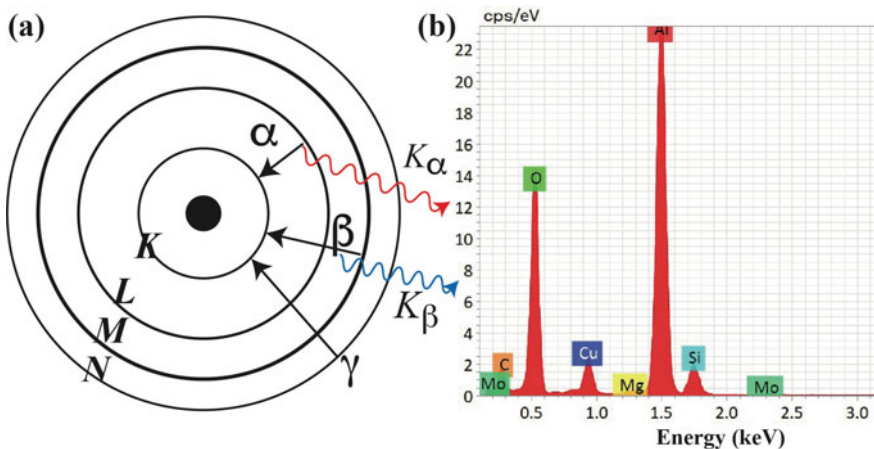 (a)
α
Kα
β
Kβ
γ
K
L
M
N
(b)
cps/eV
22
20
18
16
14
12
10
8
6
4
2
0
Al
O
C
Cu
Si
Mo
Mg
Mo
0.5
1.0
1.5
2.0
2.5
3.0
Energy (keV)